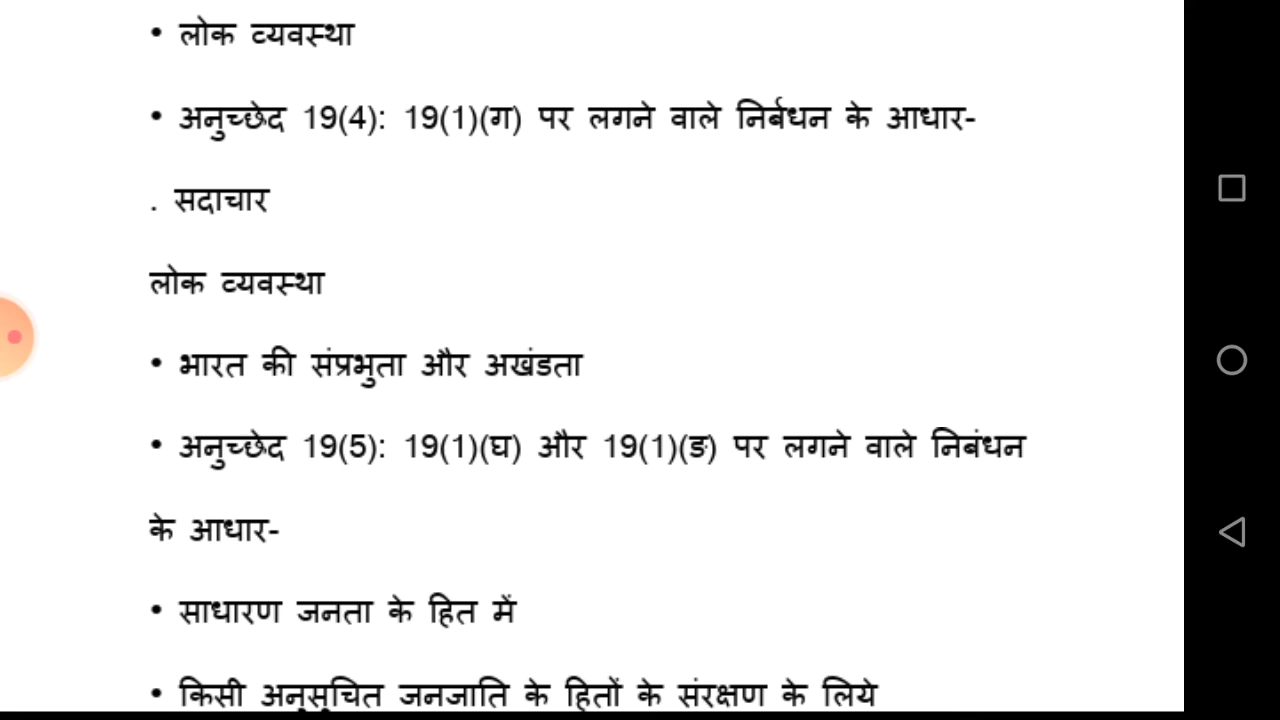 • लोक व्यवस्था
• अनुच्छेद 19(4): 19(1)(ग) पर लगने वाले निर्बधन के आधार-
. सदाचार
लोक व्यवस्था
• भारत की संप्रभुता और अखंडता
• अनुच्छेद 19(5): 19(1)(घ) और 19(1)(ङ) पर लगने वाले निबंधन
के आधार-
• साधारण जनता के हित में
• किसी अनुसूचित जनजाति के हितों के संरक्षण के लिये